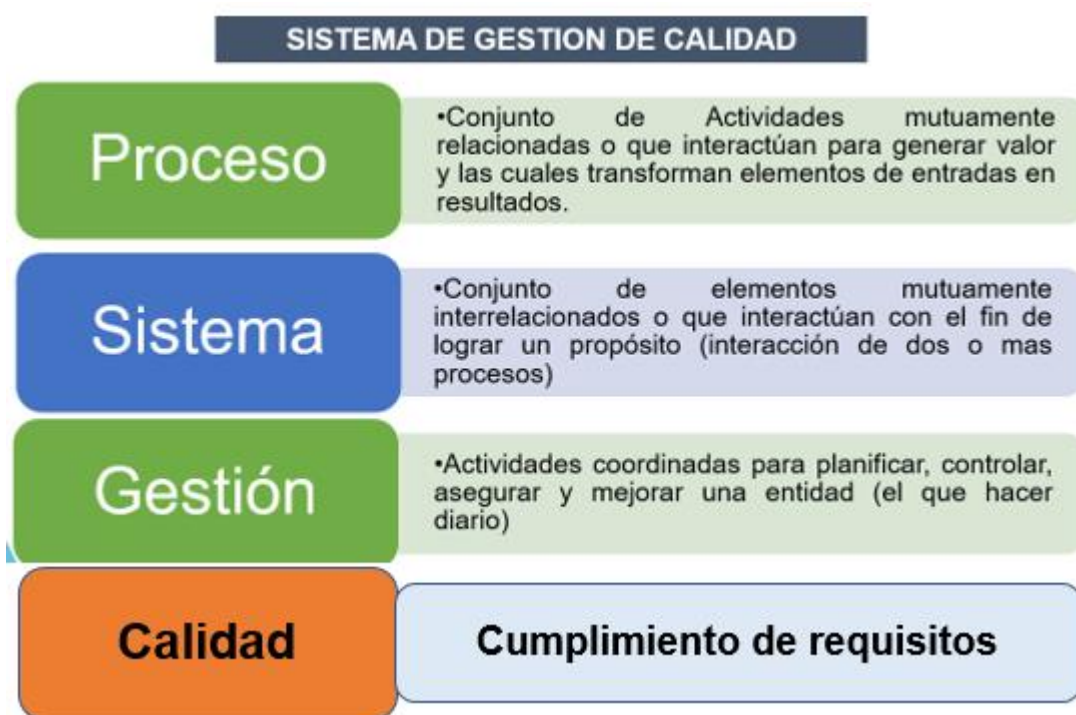 SISTEMA DE GESTION DE CALIDAD
Proceso
•Conjunto de Actividades mutuamente
relacionadas o que interactúan para generar valor
y las cuales transforman elementos de entradas en
resultados.
Sistema
•Conjunto de elementos mutuamente
interrelacionados o que interactúan con el fin de
lograr un propósito (interacción de dos o mas
procesos)
Gestión
•Actividades coordinadas para planificar, controlar,
asegurar y mejorar una entidad (el que hacer
diario)
Calidad
Cumplimiento de requisitos